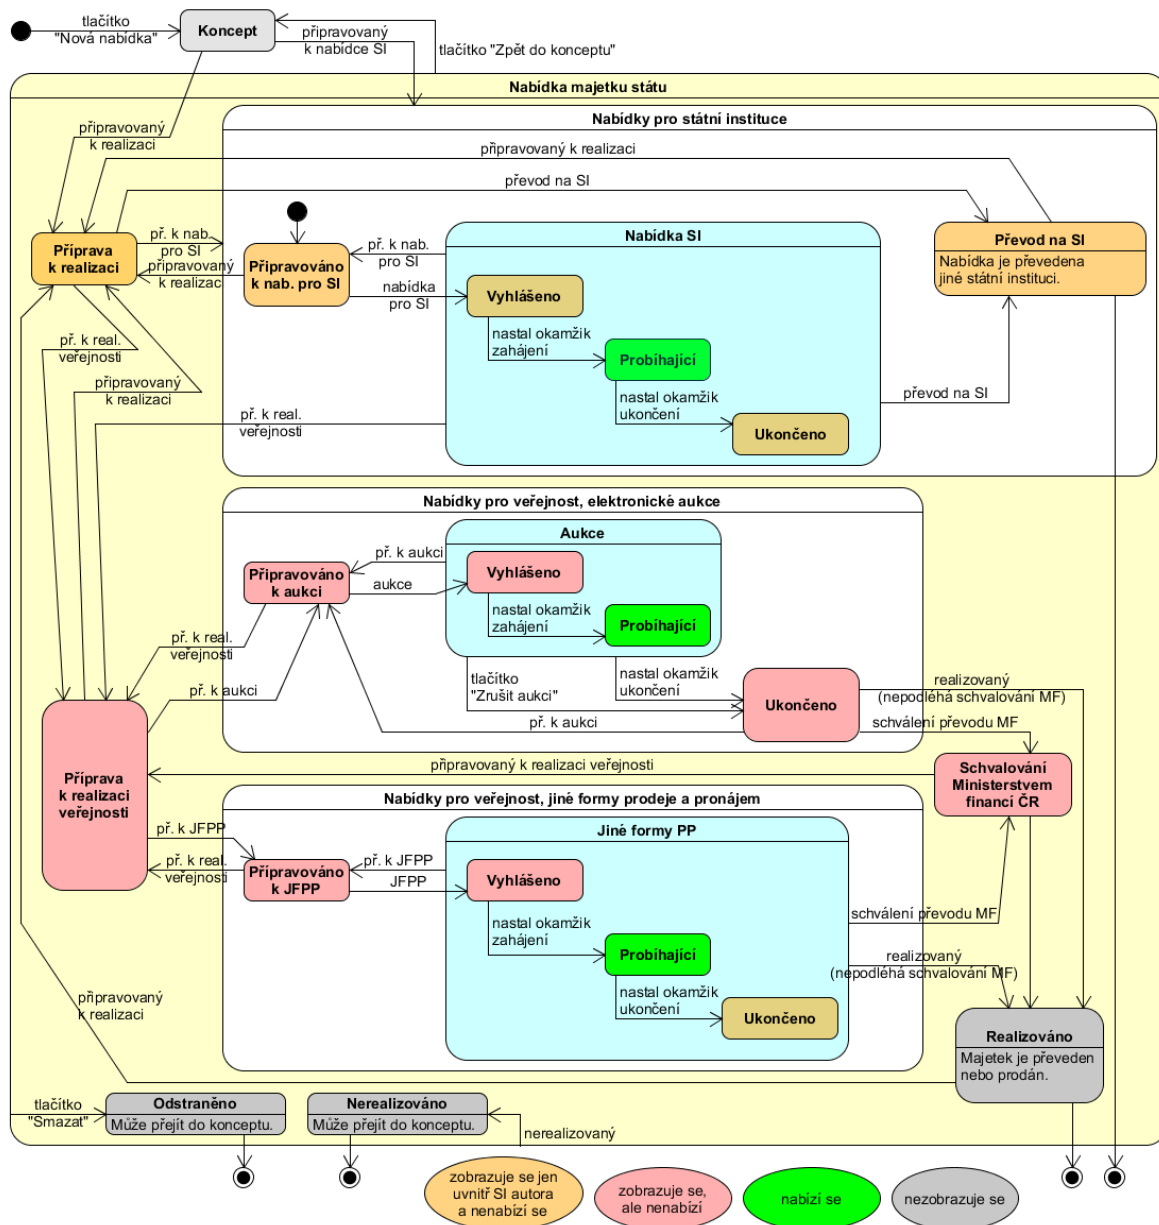 tlačítko
"Nová nabídka"
Koncept
připravovaný
k nabídce SI
tlačítko "Zpět do konceptu"
Nabídka majetku státu
připravovaný
k realizaci
Nabídky pro státní instituce
připravovaný k realizaci
převod na SI
Příprava
k realizaci
př. k nab.
pro SI
připravovaný
k realizac
Připravováno
k nab. pro SI
př. k nab.
pro SI
nabídka
pro SI
Nabídka SI
Vyhlášeno
nastal okamžik
zahájení
Probíhající
nastal okamžik
ukončení
Ukončeno
Převod na SI
Nabídka je převedena
jiné státní instituci.
převod na SI
př. k real.
veřejnosti
připravovaný
k realizaci
př. k real.
veřejnosti
Nabídky pro veřejnost, elektronické aukce
Aukce
př. k aukci
Připravováno
k aukci
aukce
Vyhlášeno
nastal okamžik
zahájení
Probíhající
př. k real.
veřejnosti
př. k aukci
tlačítko
"Zrušit aukci"
nastal okamžik
ukončení
Ukončeno
př. k aukci
realizovaný
(nepodléhá schvalování MF)
schválení převodu MF
připravovaný k realizaci veřejnosti
Schvalování
Ministerstvem
financí ČR
Příprava
k realizaci
veřejnosti
Nabídky pro veřejnost, jiné formy prodeje a pronájem
Jiné formy PP
př. k JFPP
př. k real.
veřejnosti
Přípravováno
k JFPP
př. k JFPP
JFPP
Vyhlášeno
nastal okamžik
zahájení
Probíhající
nastal okamžik
ukončení
Ukončeno
schválení převodu MF
realizovaný
(nepodléhá schvalování MF)
připravovaný
k realizaci
Realizováno
Majetek je převeden
nebo prodán.
tlačítko
"Smazat"
Odstraněno
Může přejít do konceptu.
Nerealizováno
Může přejít do konceptu.
nerealizovaný
zobrazuje se jen
uvnitř SI autora
a nenabízí se
zobrazuje se,
ale nenabízí
nabízí se
nezobrazuje se